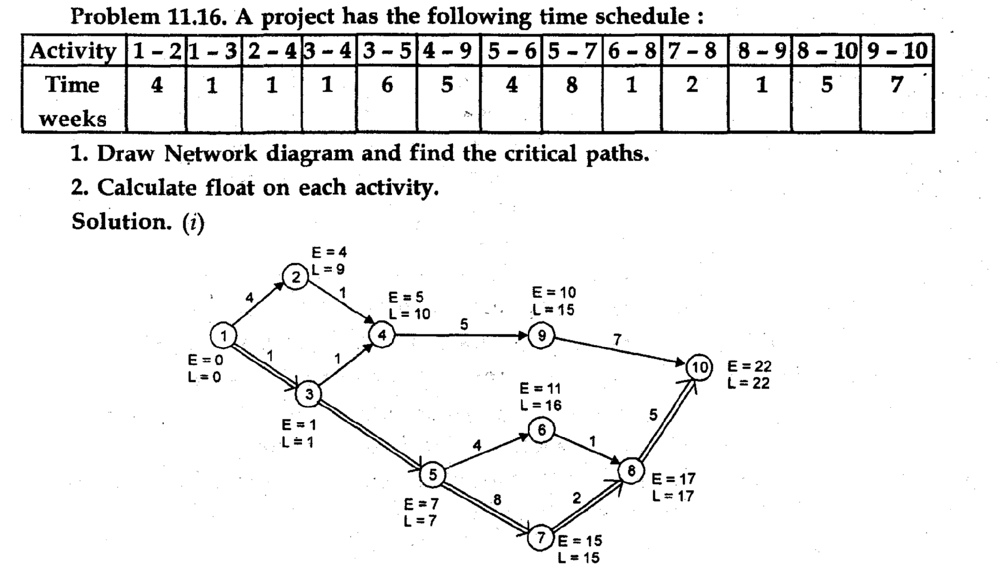 Problem 11.16. A project has the following time schedule :
Activity 1 – 2 1 – 3 2 – 4 3 – 4 3 – 5 4 – 9 5 – 6 5 – 7 6 – 8 7 – 8 8 – 9 8 – 10 9 – 10
Time weeks 4 1 1 1 6 5 4 8 1 2 1 5 7
1. Draw Network diagram and find the critical paths.
2. Calculate float on each activity.
Solution. (i)
E = 4
L = 9
2
4
1
E = 5
L = 10
E = 10
L = 15
1
4
5
9
7
E = 0
L = 0
1
1
3
10
E = 22
L = 22
E = 1
L = 1
E = 11
L = 16
6
5
4
1
5
8
E = 17
L = 17
E = 7
L = 7
8
2
7
E = 15
L = 15